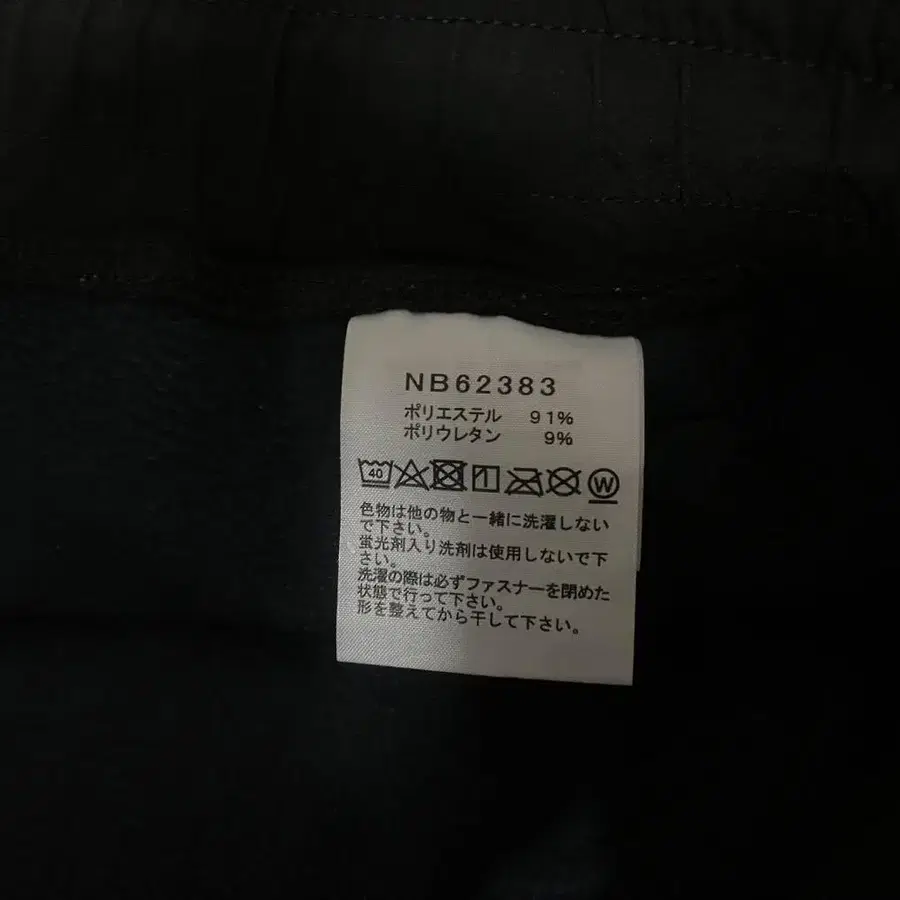 NB62383
ポリエステル 91%
ポリウレタン 9%
40 W
色物は他の物と一緒に洗濯しない
で下さい。
蛍光剤入り洗剤は使用しないで下
さい。
洗濯の際は必ずファスナーを閉めた
状態で行って下さい。
形を整えてから干して下さい。